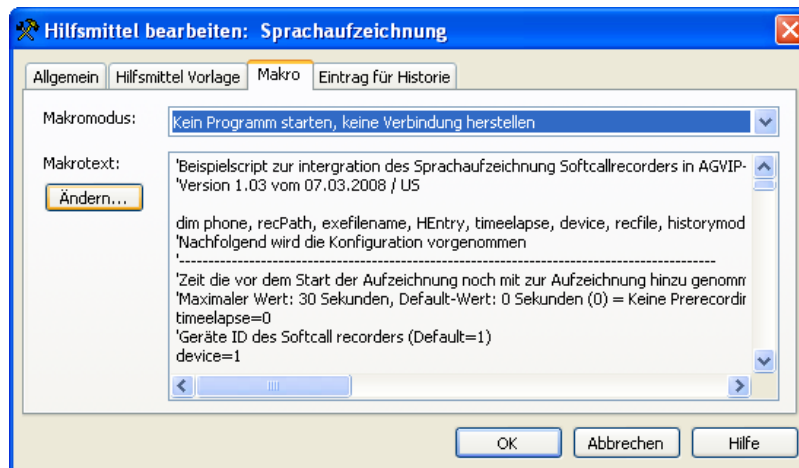 Hilfsmittel bearbeiten: Sprachaufzeichnung
Allgemein Hilfsmittel Vorlage Makro Eintrag für Historie
Makromodus: Kein Programm starten, keine Verbindung herstellen
Makrotext:
Ändern...
'Beispielscript zur intergration des Sprachaufzeichnung Softcallrecorders in AGVIP-
'Version 1.03 vom 07.03.2008 / US
dim phone, recPath, exefilename, HEntry, timeelapse, device, recfile, historymod
'Nachfolgend wird die Konfiguration vorgenommen
'------------------------------------------------------------------------------------------
'Zeit die vor dem Start der Aufzeichnung noch mit zur Aufzeichnung hinzu genomm
'Maximaler Wert: 30 Sekunden, Default-Wert: 0 Sekunden (0) = Keine Prerecordir
timeelapse=0
'Geräte ID des Softcall recorders (Default=1)
device=1
OK Abbrechen Hilfe